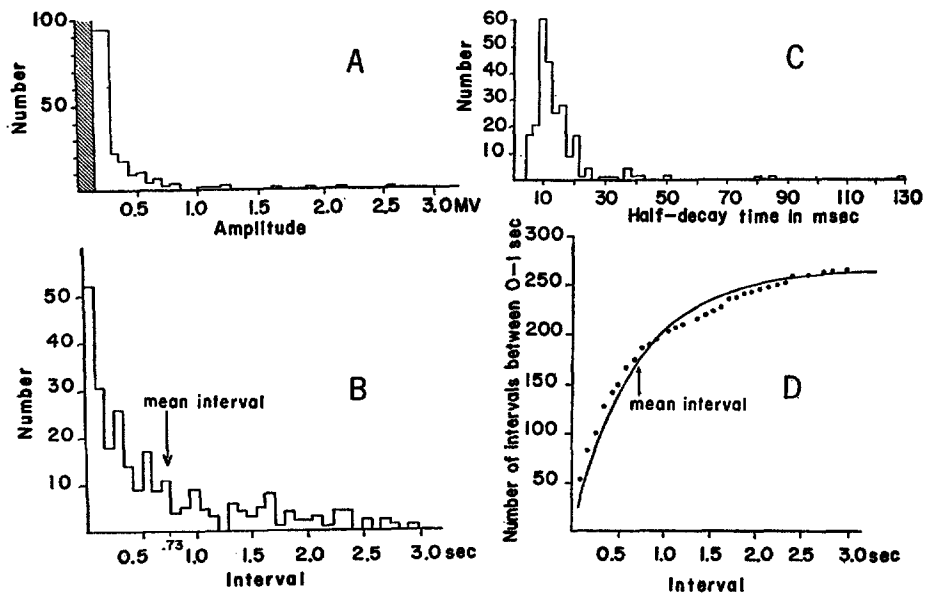 A
Number
100
50
0.5 1.0 1.5 2.0 2.5 3.0 MV
Amplitude
C
Number
60
50
40
30
20
10
10 30 50 70 90 110 130
Half-decay time in msec
B
Number
50
40
30
20
10
mean interval
0.5 .73 1.0 1.5 2.0 2.5 3.0 sec
Interval
D
Number of intervals between 0-1 sec
300
250
200
150
100
50
mean interval
0.5 1.0 1.5 2.0 2.5 3.0 sec
Interval